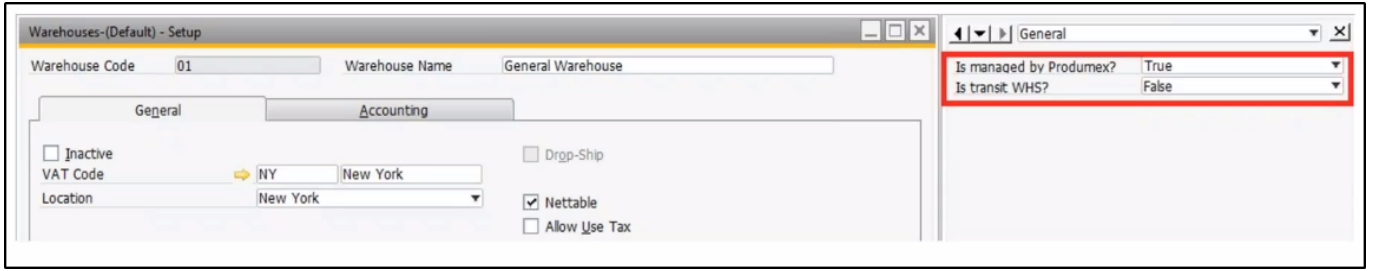 Warehouses-(Default) - Setup
General
Warehouse Code 01 Warehouse Name General Warehouse
Is managed by Produmex? True
Is transit WHS? False
General Accounting
Inactive Drop-Ship
VAT Code NY New York
Location New York Nettable
Allow Use Tax